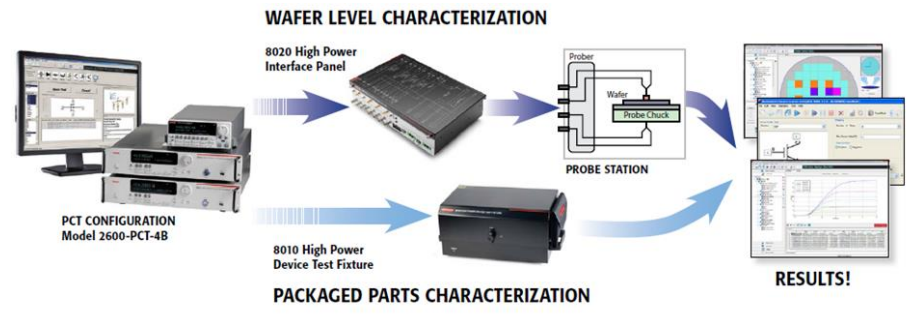 WAFER LEVEL CHARACTERIZATION
8020 High Power
Interface Panel
Prober
Wafer
Probe Chuck
PROBE STATION
PCT CONFIGURATION
Model 2600-PCT-4B
8010 High Power
Device Test Fixture
RESULTS!
PACKAGED PARTS CHARACTERIZATION